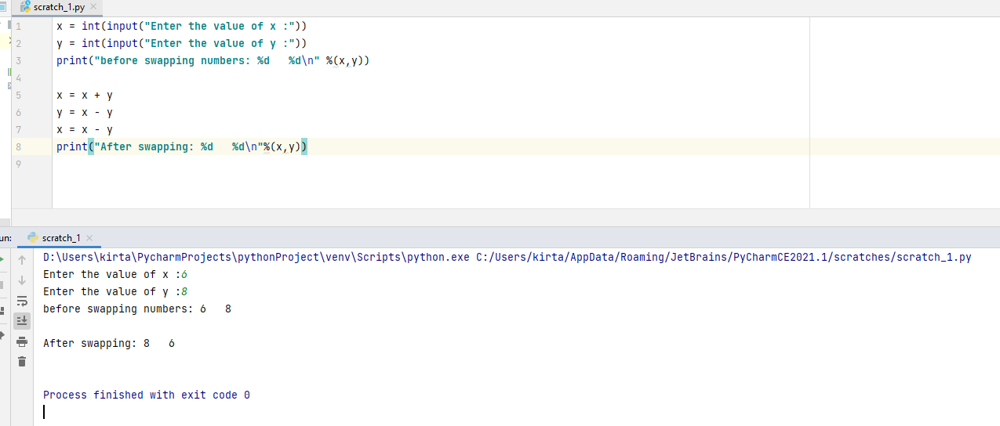 scratch_1.py
1 x = int(input("Enter the value of x :"))
2 y = int(input("Enter the value of y :"))
3 print("before swapping numbers: %d   %d\n" %(x,y))
4
5 x = x + y
6 y = x - y
7 x = x - y
8 print("After swapping: %d   %d\n"%(x,y))
9
un: scratch_1
D:\Users\kirta\PycharmProjects\pythonProject\venv\Scripts\python.exe C:/Users/kirta/AppData/Roaming/JetBrains/PyCharmCE2021.1/scratches/scratch_1.py
Enter the value of x :6
Enter the value of y :8
before swapping numbers: 6   8
After swapping: 8   6
Process finished with exit code 0